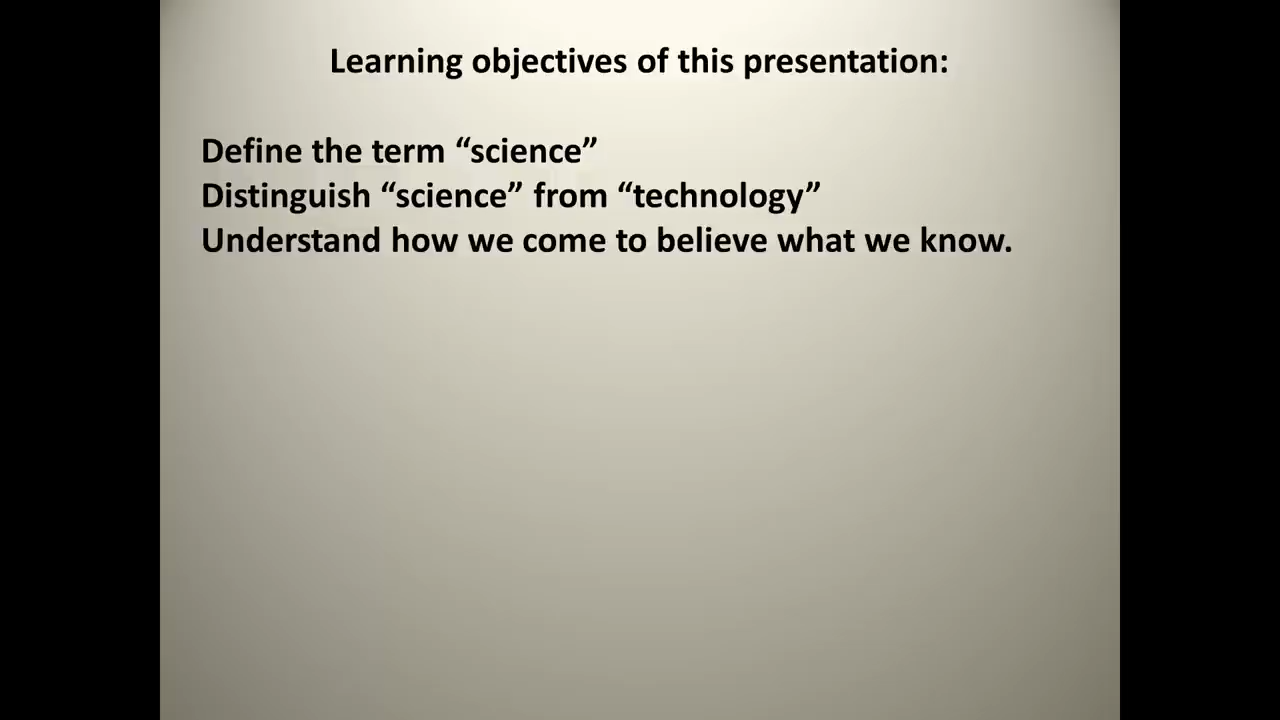 Learning objectives of this presentation:
Define the term “science”
Distinguish “science” from “technology”
Understand how we come to believe what we know.